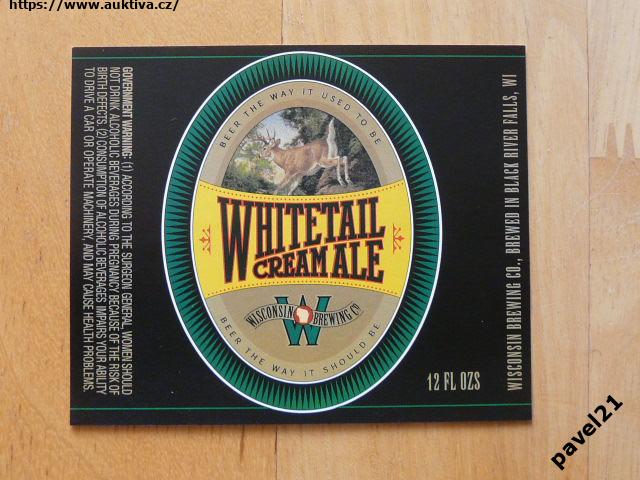 https://www.auktiva.cz/
BEER THE WAY IT USED TO BE
WHITETAIL
CREAM ALE
WISCONSIN W BREWING Co
BEER THE WAY IT SHOULD BE
GOVERNMENT WARNING: (1) ACCORDING TO THE SURGEON GENERAL, WOMEN SHOULD
NOT DRINK ALCOHOLIC BEVERAGES DURING PREGNANCY BECAUSE OF THE RISK OF
BIRTH DEFECTS. (2) CONSUMPTION OF ALCOHOLIC BEVERAGES IMPAIRS YOUR ABILITY
TO DRIVE A CAR OR OPERATE MACHINERY, AND MAY CAUSE HEALTH PROBLEMS.
12 FL OZS
WISCONSIN BREWING CO., BREWED IN BLACK RIVER FALLS, WI
pavel21